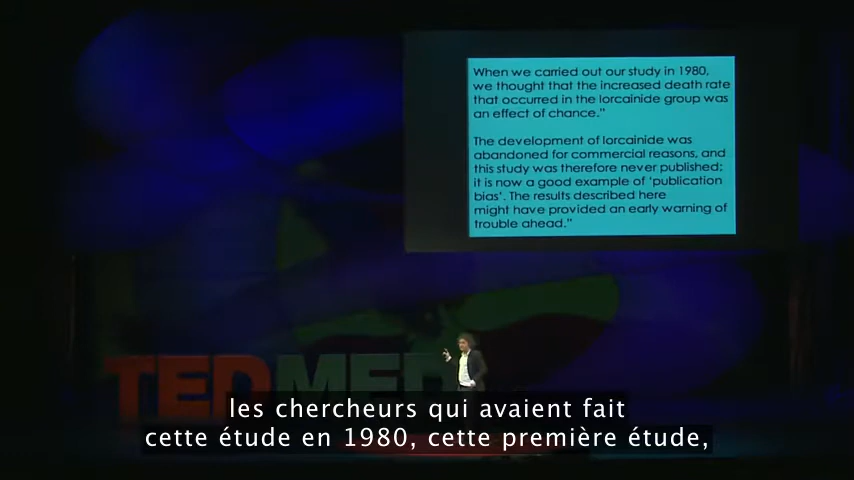 When we carried out our study in 1980,
we thought that the increased death rate
that occurred in the lorcainide group was
an effect of chance."
The development of lorcainide was
abandoned for commercial reasons, and
this study was therefore never published;
it is now a good example of 'publication
bias'. The results described here
might have provided an early warning of
trouble ahead."
TEDMED
les chercheurs qui avaient fait
cette étude en 1980, cette première étude,